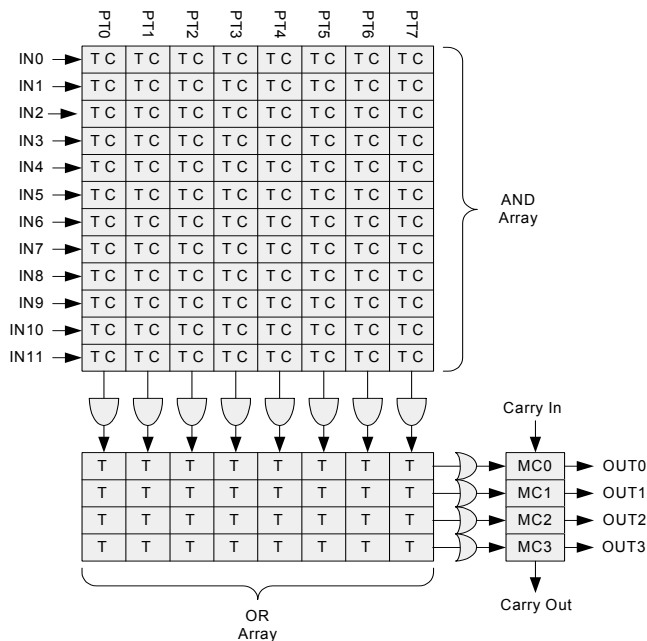 PT0 PT1 PT2 PT3 PT4 PT5 PT6 PT7
IN0 T C T C T C T C T C T C T C T C
IN1 T C T C T C T C T C T C T C T C
IN2 T C T C T C T C T C T C T C T C
IN3 T C T C T C T C T C T C T C T C
IN4 T C T C T C T C T C T C T C T C
IN5 T C T C T C T C T C T C T C T C
IN6 T C T C T C T C T C T C T C T C
IN7 T C T C T C T C T C T C T C T C
IN8 T C T C T C T C T C T C T C T C
IN9 T C T C T C T C T C T C T C T C
IN10 T C T C T C T C T C T C T C T C
IN11 T C T C T C T C T C T C T C T C
AND
Array
Carry In
T T T T T T T T MC0 OUT0
T T T T T T T T MC1 OUT1
T T T T T T T T MC2 OUT2
T T T T T T T T MC3 OUT3
Carry Out
OR
Array